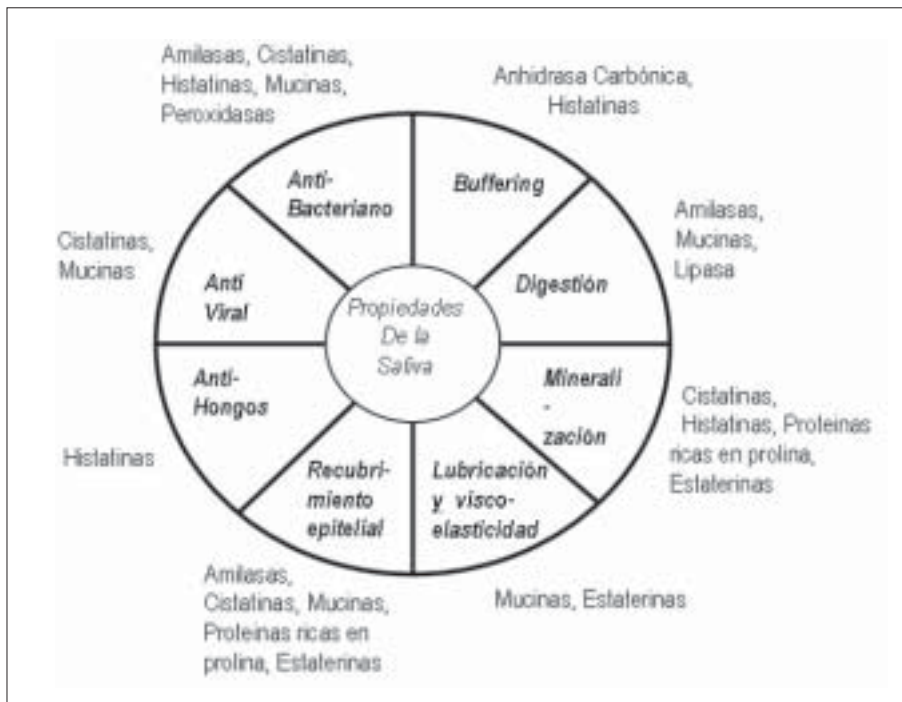 Amilasas, Cistatinas,
Histatinas, Mucinas,
Peroxidasas
Anhidrasa Carbónica,
Histatinas
Anti-
Bacteriano
Buffering
Amilasas,
Mucinas,
Lipasa
Cistatinas,
Mucinas
Anti
Viral
Digestión
Propiedades
De la
Saliva
Anti-
Hongos
Minerali
-
zación
Cistatinas,
Histatinas, Proteinas
ricas en prolina,
Estaterinas
Histatinas
Recubri-
miento
epitelial
Lubricación
y visco-
elasticidad
Amilasas,
Cistatinas, Mucinas,
Proteinas ricas en
prolina, Estaterinas
Mucinas, Estaterinas